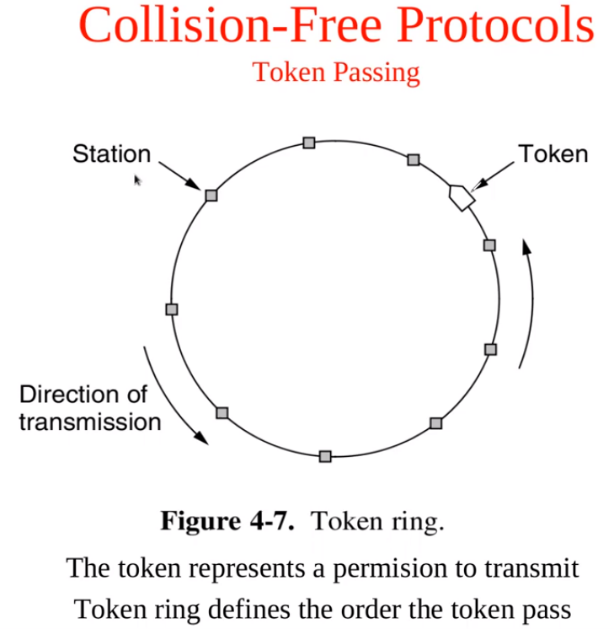 Collision-Free Protocols
Token Passing
Station
Token
Direction of
transmission
Figure 4-7. Token ring.
The token represents a permision to transmit
Token ring defines the order the token pass